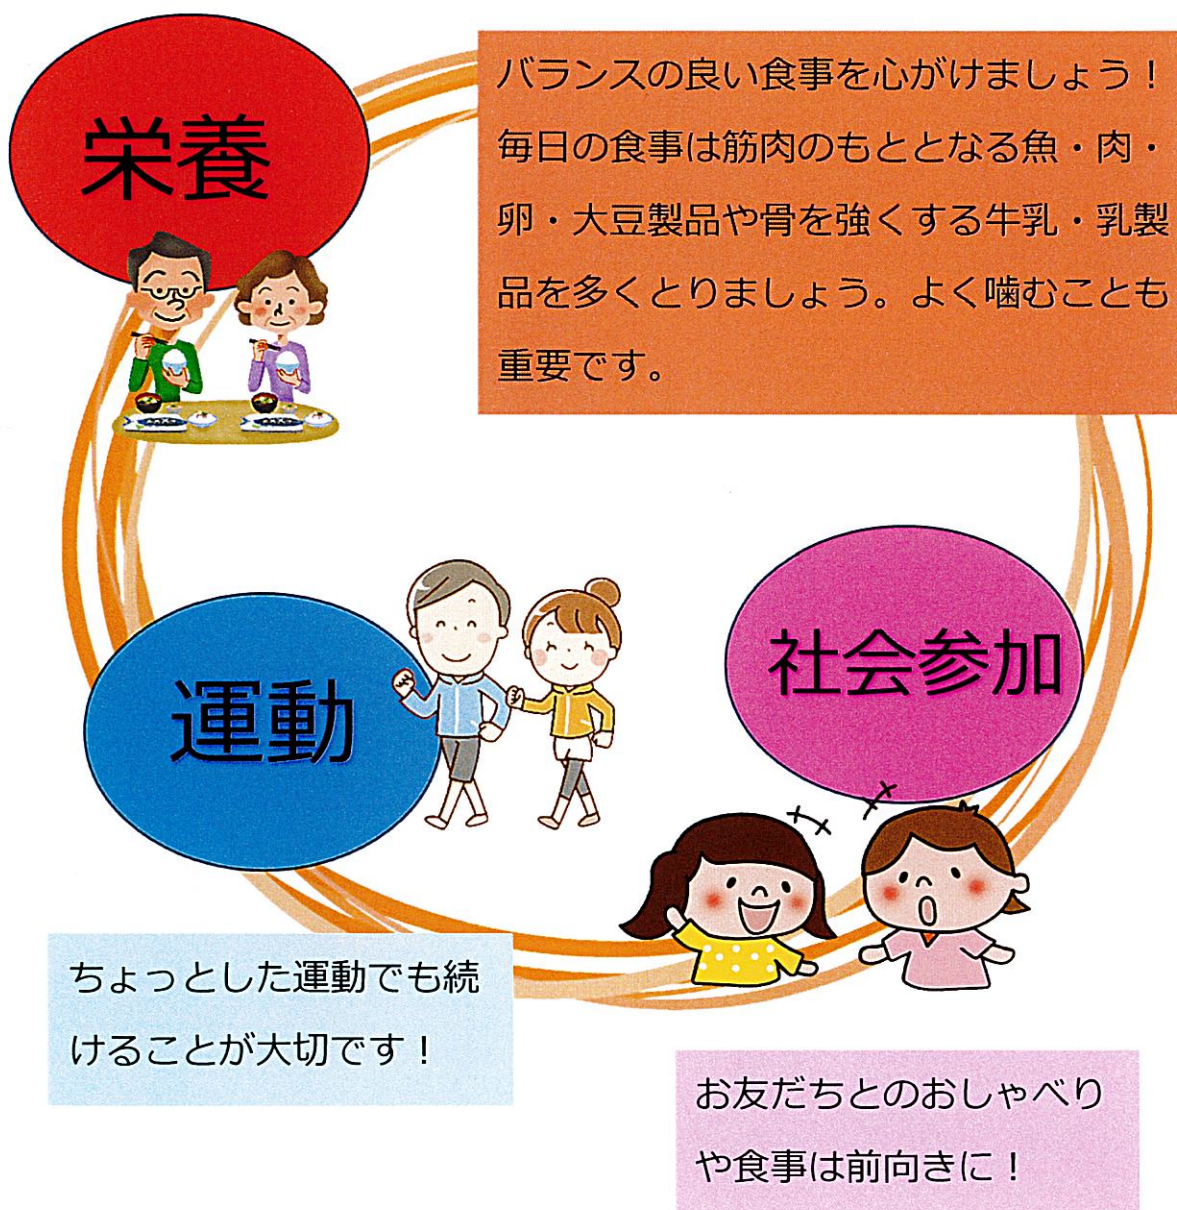 栄養
バランスの良い食事を心がけましょう！
毎日の食事は筋肉のもととなる魚・肉・
卵・大豆製品や骨を強くする牛乳・乳製
品を多くとりましょう。よく噛むことも
重要です。
社会参加
運動
ちょっとした運動でも続
けることが大切です！
お友だちとのおしゃべり
や食事は前向きに！